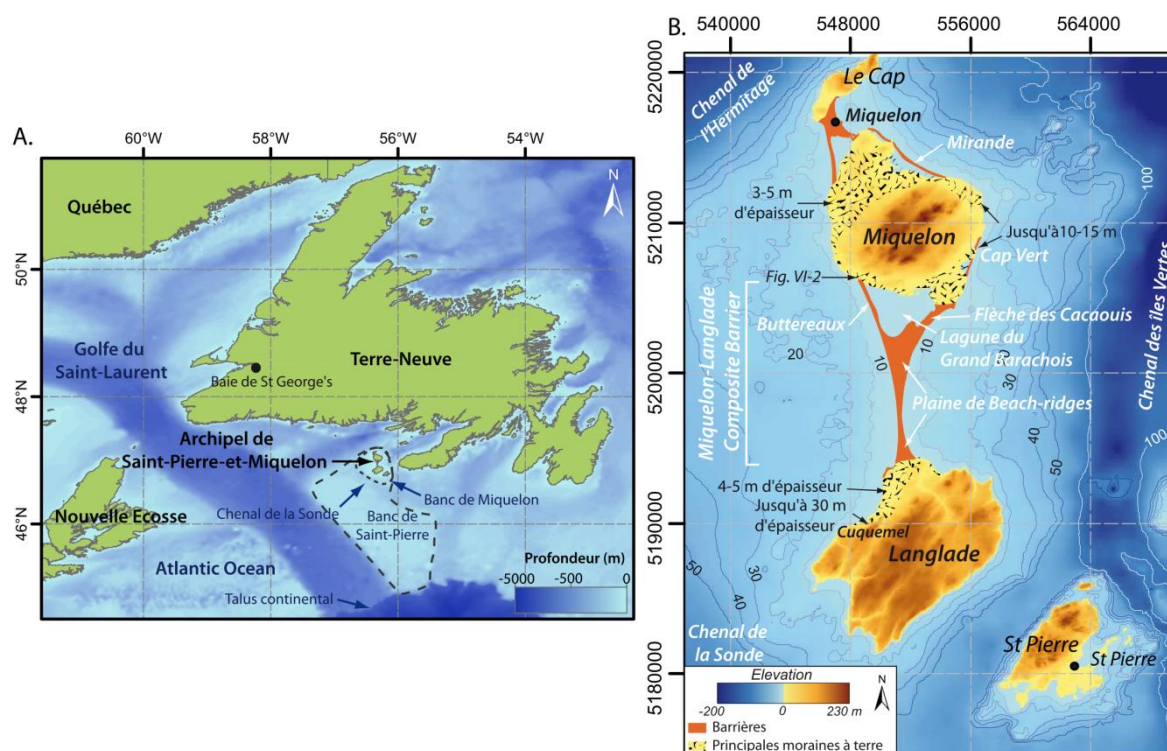 A.
60°W
58°W
56°W
54°W
N
Québec
50°N
Golfe du
Saint-Laurent
Terre-Neuve
Baie de St George's
48°N
Archipel de
Saint-Pierre-et-Miquelon
Banc de Miquelon
Chenal de la Sonde
Banc de
Saint-Pierre
Nouvelle Ecosse
46°N
Atlantic Ocean
Profondeur (m)
-5000
-500
0
Talus continental
B.
540000
548000
556000
564000
5220000
5210000
5200000
5190000
5180000
Chenal de
l'Hermitage
Le Cap
Miquelon
Mirande
100
3-5 m
d'épaisseur
Miquelon
Jusqu'à10-15 m
Cap Vert
Fig. VI-2
Buttereaux
Flèche des Cacaouis
Lagune du
Grand Barachois
20
10
10
30
Miquelon-Langlade
Composite Barrier
Plaine de Beach-ridges
Chenal des iles Vertes
40
100
50
4-5 m d'épaisseur
Jusqu'à 30 m
d'épaisseur
Cuquemel
Langlade
50
30
40
10
Chenal de
la Sonde
St Pierre
St Pierre
Elevation
N
-200
0
230 m
Barrières
Principales moraines à terre